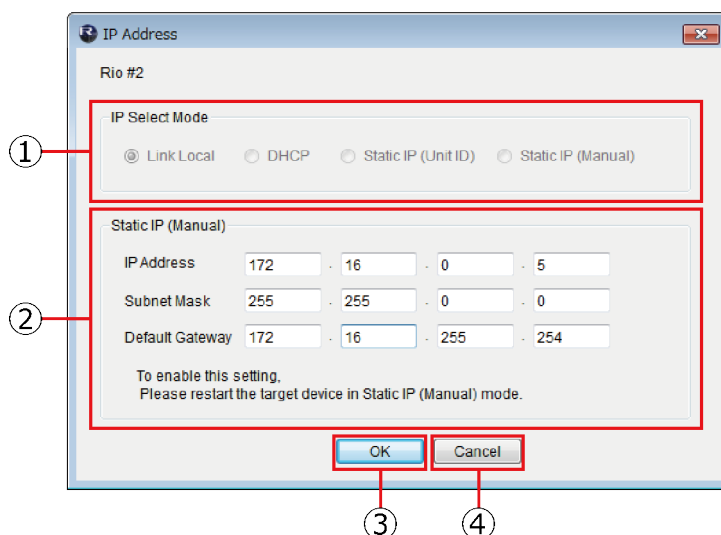 IP Address
Rio #2
① IP Select Mode
Link Local DHCP Static IP (Unit ID) Static IP (Manual)
② Static IP (Manual)
IP Address 172 . 16 . 0 . 5
Subnet Mask 255 . 255 . 0 . 0
Default Gateway 172 . 16 . 255 . 254
To enable this setting,
Please restart the target device in Static IP (Manual) mode.
OK Cancel
③ ④